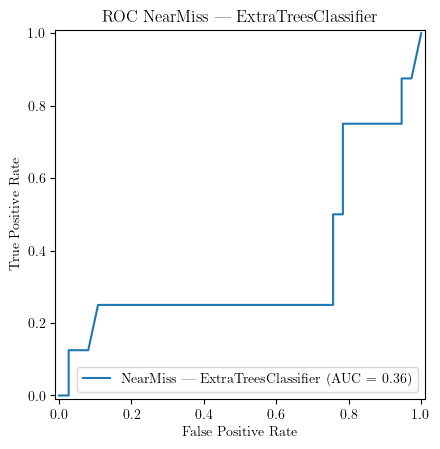 ROC NearMiss — ExtraTreesClassifier
1.0
0.8
0.6
0.4
0.2
0.0
True Positive Rate
NearMiss — ExtraTreesClassifier (AUC = 0.36)
0.0 0.2 0.4 0.6 0.8 1.0
False Positive Rate